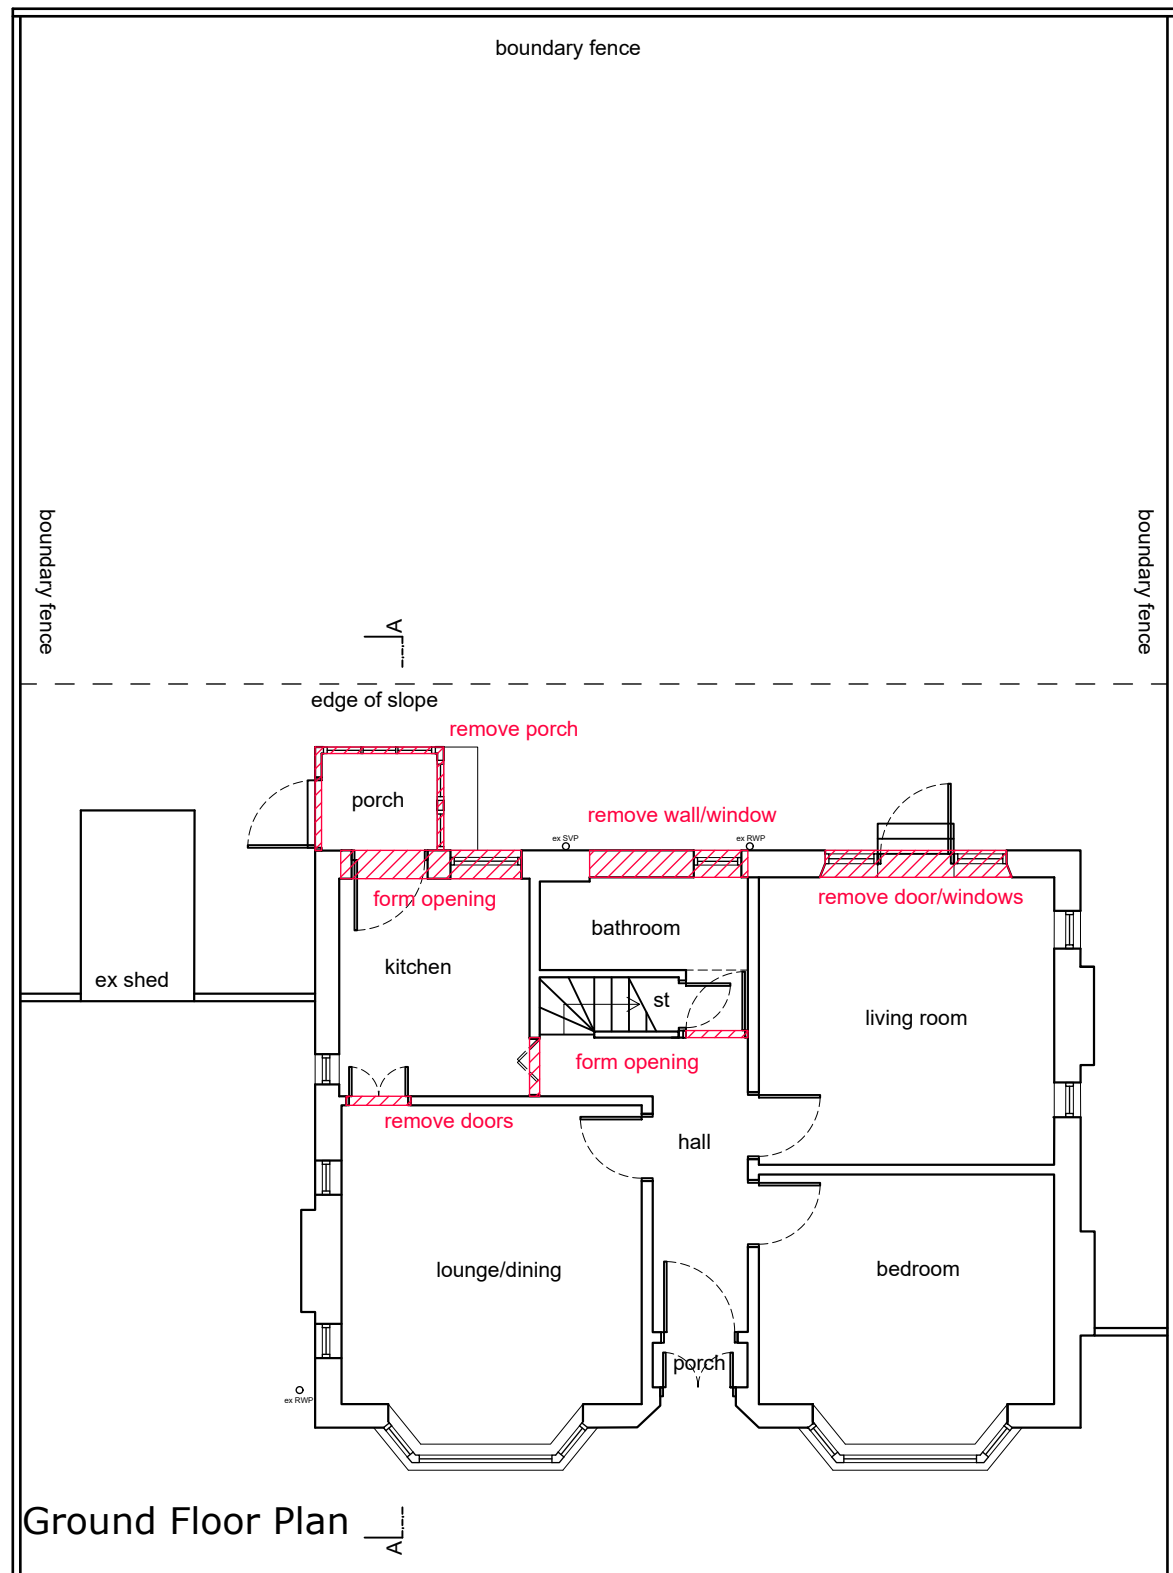 boundary fence
boundary fence
boundary fence
A
edge of slope
remove porch
porch
remove wall/window
ex SVP
ex RWP
form opening
remove door/windows
bathroom
kitchen
ex shed
st
living room
form opening
remove doors
hall
lounge/dining
bedroom
porch
ex RWP
Ground Floor Plan
A